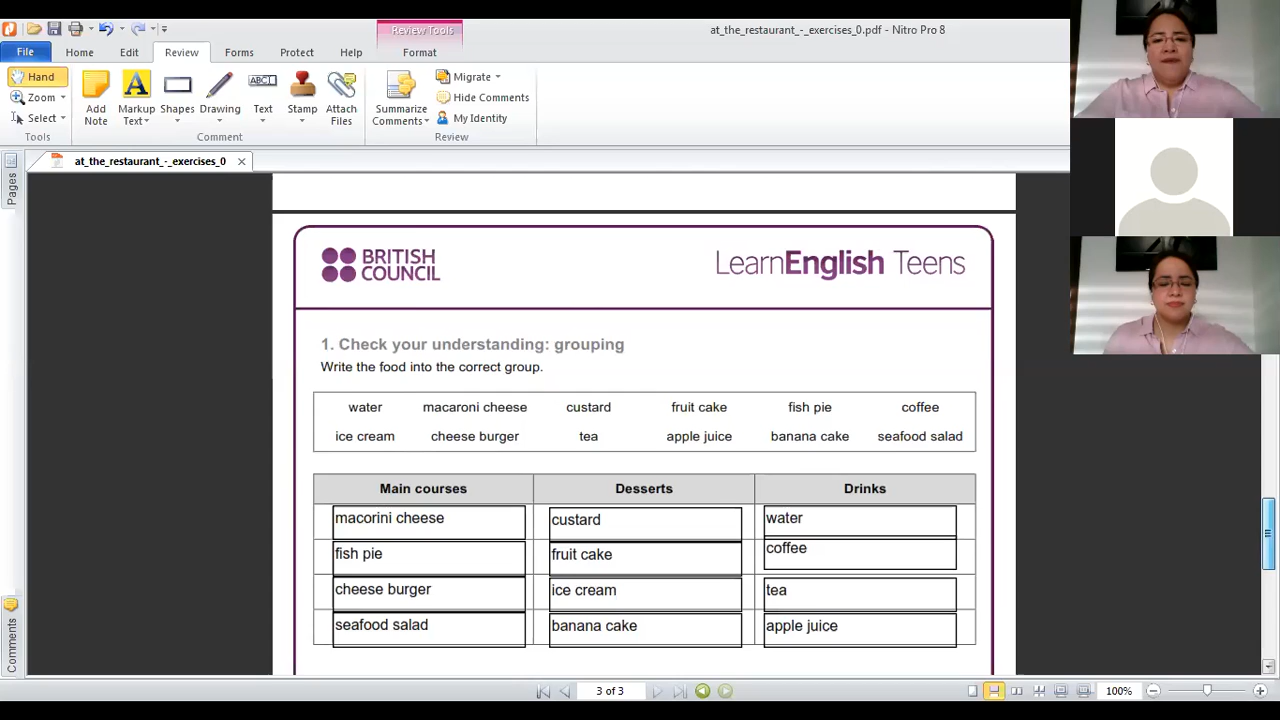 Review Tools
at_the_restaurant_-_exercises_0.pdf - Nitro Pro 8
File Home Edit Review Forms Protect Help Format
Hand
Zoom
Select
Tools
Add Note
Markup Text
Shapes
Drawing
Text
Stamp
Attach Files
Comment
Summarize Comments
Migrate
Hide Comments
My Identity
Review
at_the_restaurant_-_exercises_0
Pages
BRITISH COUNCIL
LearnEnglish Teens
1. Check your understanding: grouping
Write the food into the correct group.
water macaroni cheese custard fruit cake fish pie coffee
ice cream cheese burger tea apple juice banana cake seafood salad
Main courses Desserts Drinks
macorini cheese custard water
fish pie fruit cake coffee
cheese burger ice cream tea
seafood salad banana cake apple juice
Comments
3 of 3
100%